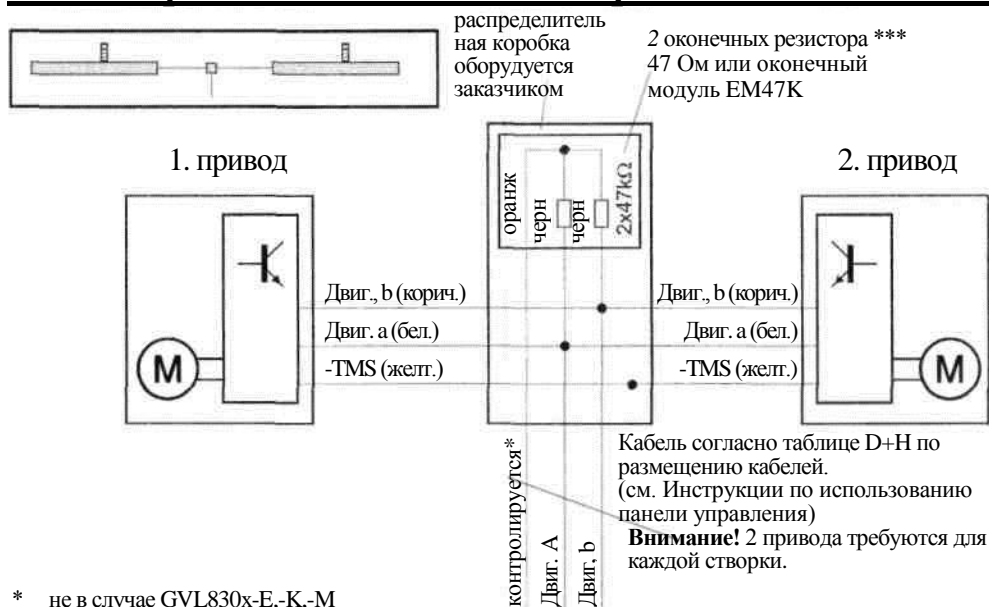 распределитель
ная коробка
оборудуется
заказчиком
2 оконечных резистора ***
47 Ом или оконечный
модуль EM47K
1. привод
2. привод
оранж
черн
черн
2x47kΩ
Двиг., b (корич.)
Двиг. a (бел.)
-TMS (желт.)
M
Двиг., b (корич.)
Двиг. a (бел.)
-TMS (желт.)
M
контролируется*
Двиг. A
Двиг, b
Кабель согласно таблице D+H по
размещению кабелей.
(см. Инструкции по использованию
панели управления)
Внимание! 2 привода требуются для
каждой створки.
* не в случае GVL830x-E,-K,-M